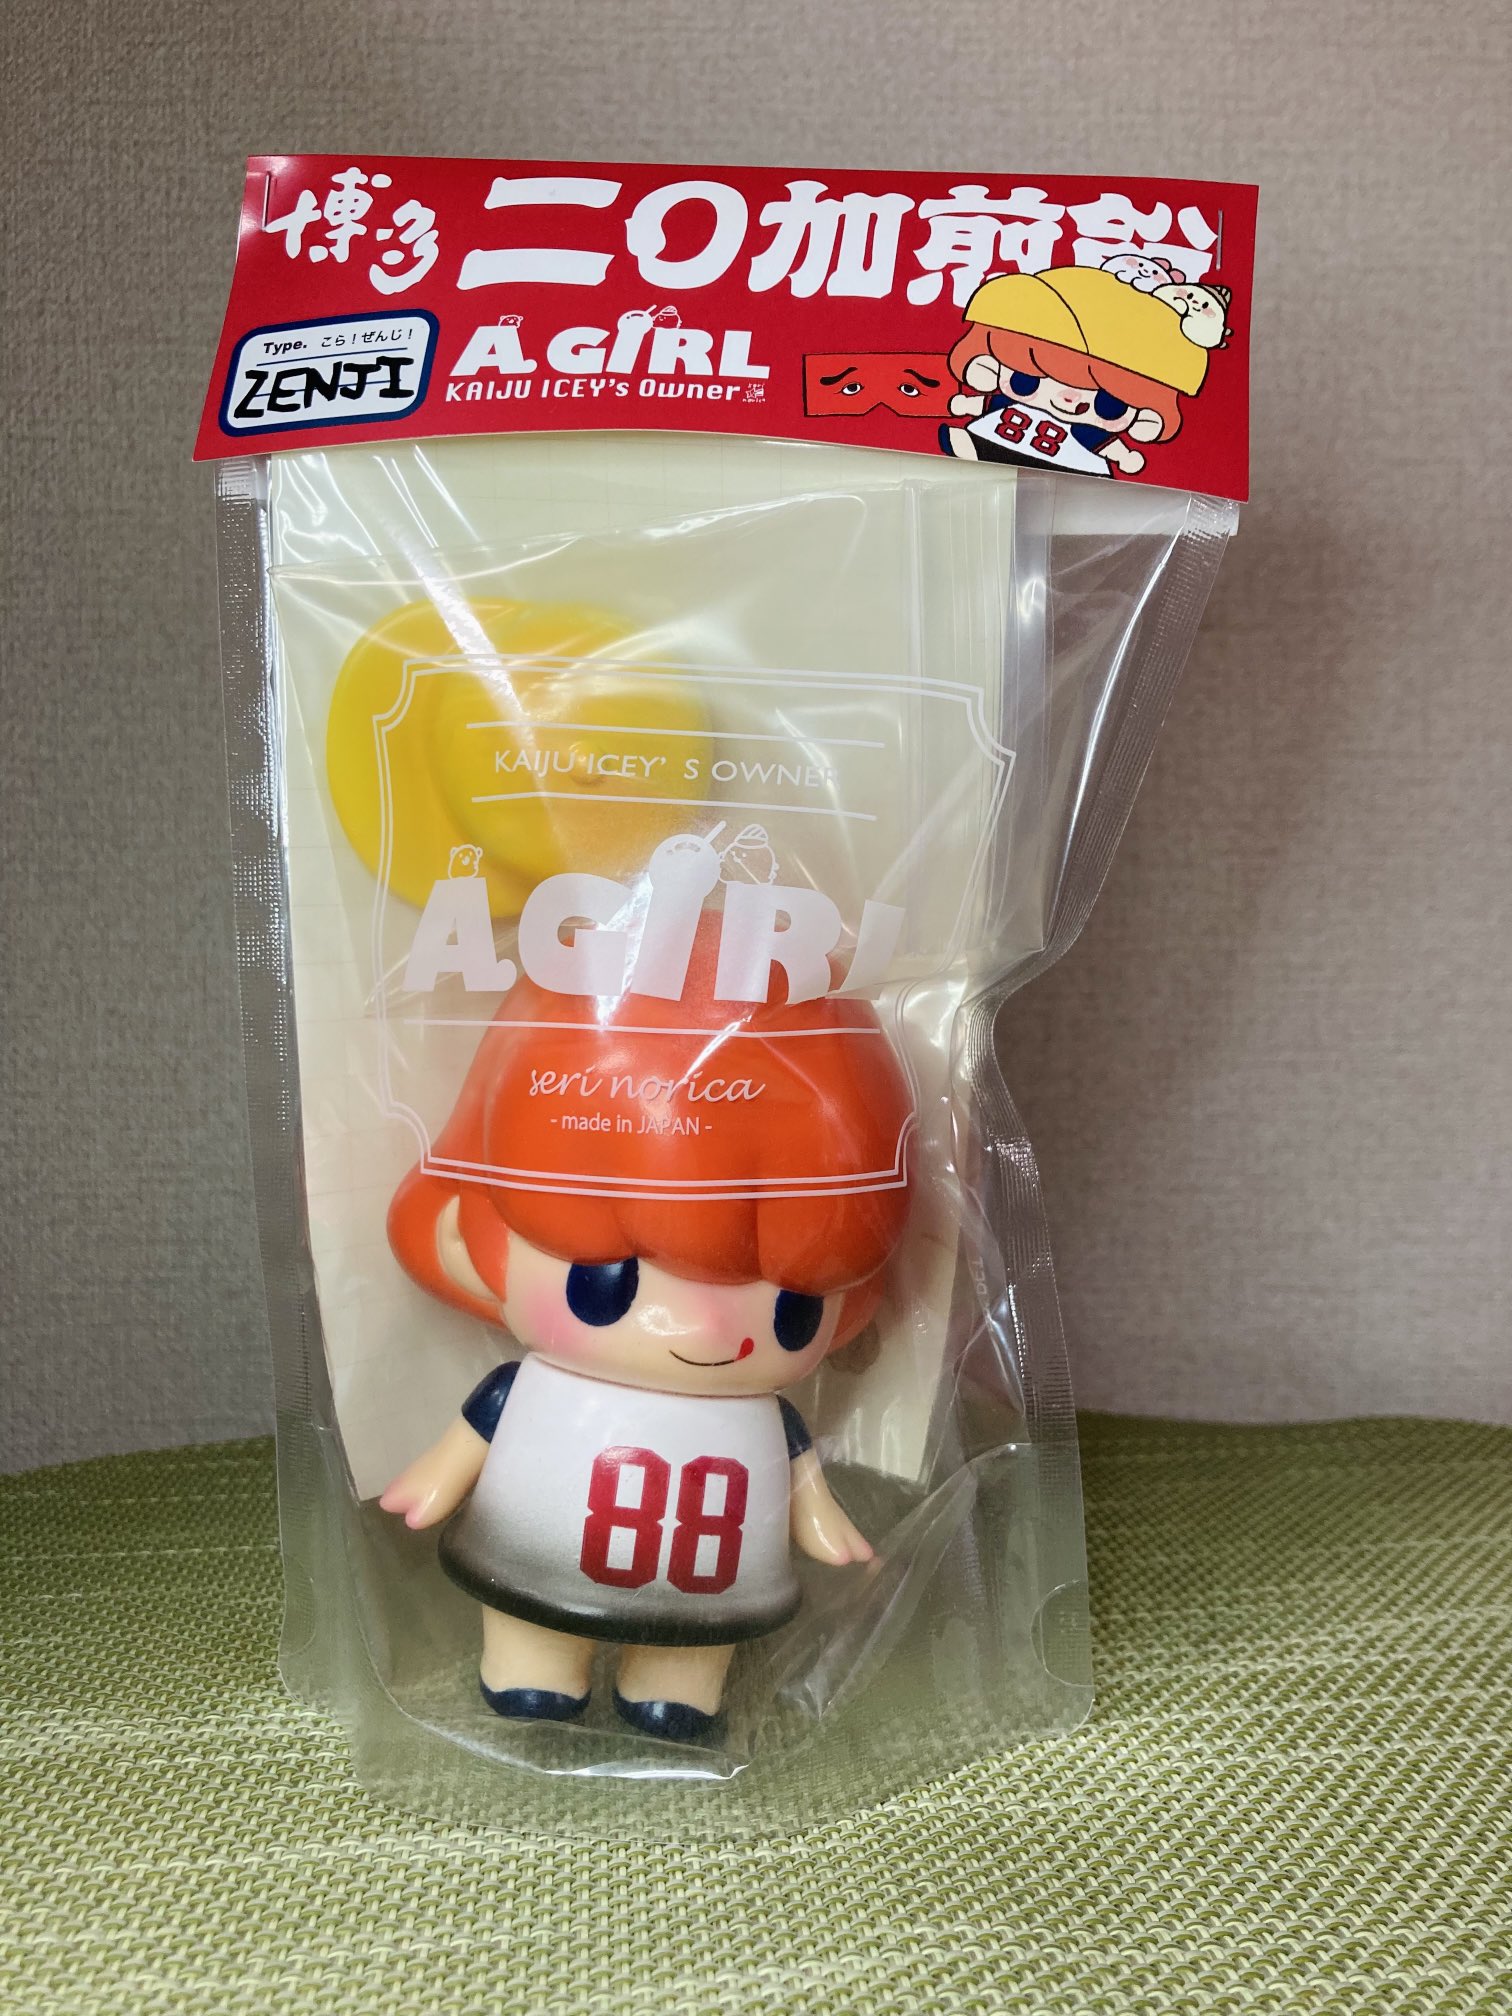 博多 二〇加煎餅
Type. こら！ぜんじ！
ZENJI
A.GIRL
KAIJU ICEY's Owner
88
KAIJU ICEY' S OWNER
A.GIRL
seri norica
- made in JAPAN -
88